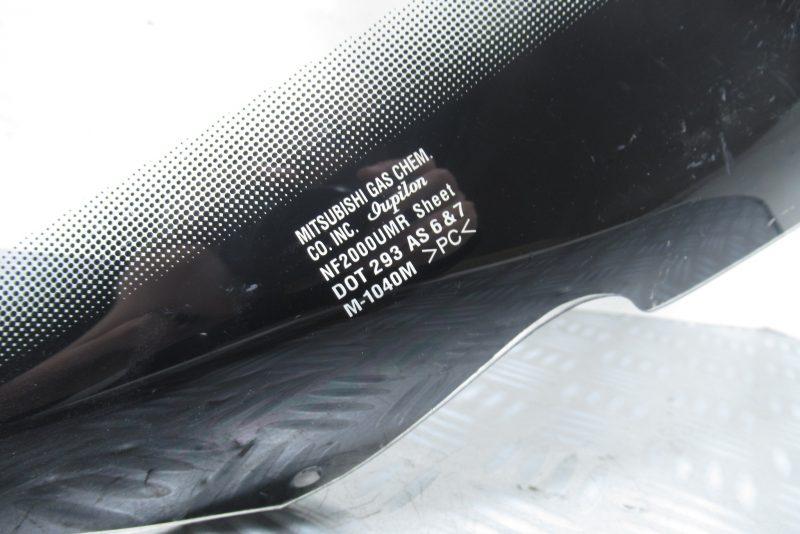 MITSUBISHI GAS CHEM.
CO. INC. Iupilon
NF2000UMR Sheet
DOT 293 AS 6 & 7
M-1040M >PC<